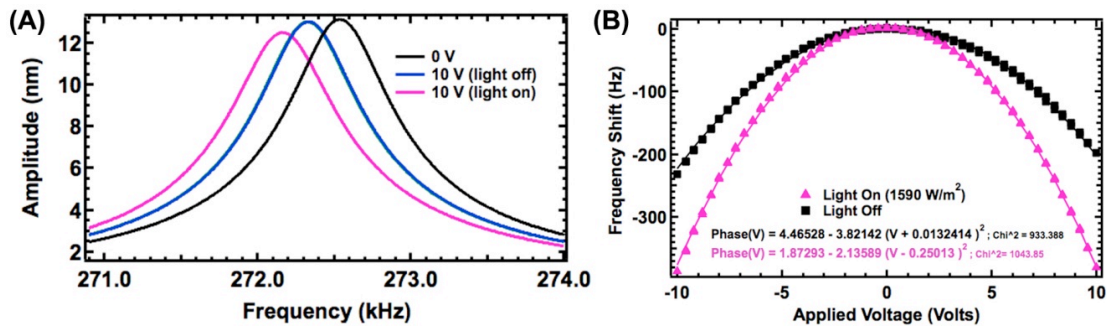 (A)
12
10
8
6
4
2
Amplitude (nm)
0 V
10 V (light off)
10 V (light on)
271.0
272.0
273.0
274.0
Frequency (kHz)
(B)
0
-100
-200
-300
Frequency Shift (Hz)
Light On (1590 W/m²)
Light Off
Phase(V) = 4.46528 - 3.82142 (V + 0.0132414 )² ; Chi^2 = 933.388
Phase(V) = 1.87293 - 2.13589 (V - 0.25013 )² ; Chi^2= 1043.85
-10
-5
0
5
10
Applied Voltage (Volts)